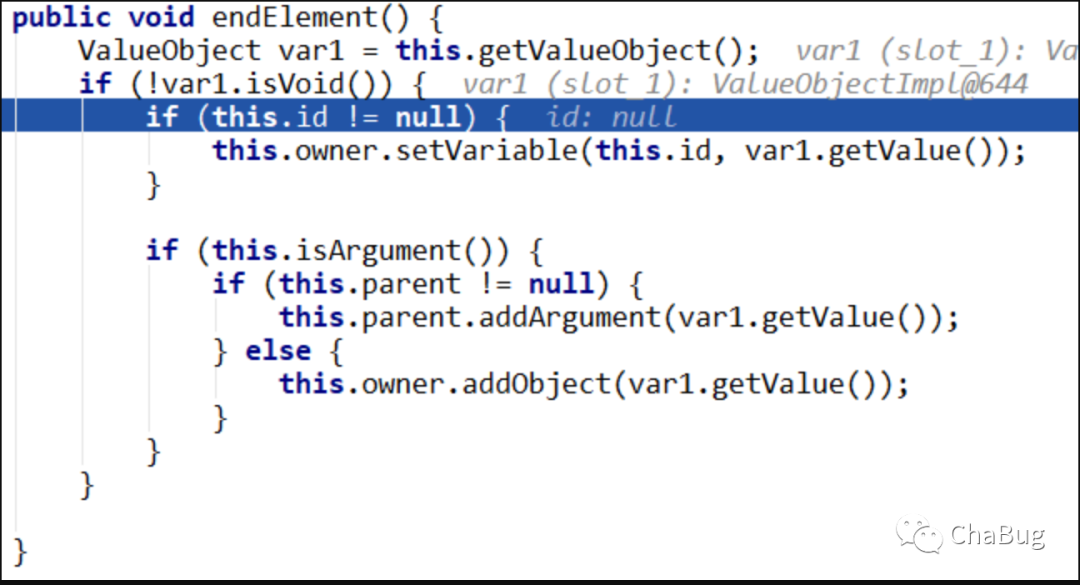 public void endElement() {
ValueObject var1 = this.getValueObject(); var1 (slot_1): Va
if (!var1.isVoid()) { var1 (slot_1): ValueObjectImpl@644
if (this.id != null) { id: null
this.owner.setVariable(this.id, var1.getValue());
}
if (this.isArgument()) {
if (this.parent != null) {
this.parent.addArgument(var1.getValue());
} else {
this.owner.addObject(var1.getValue());
}
}
}
}
ChaBug